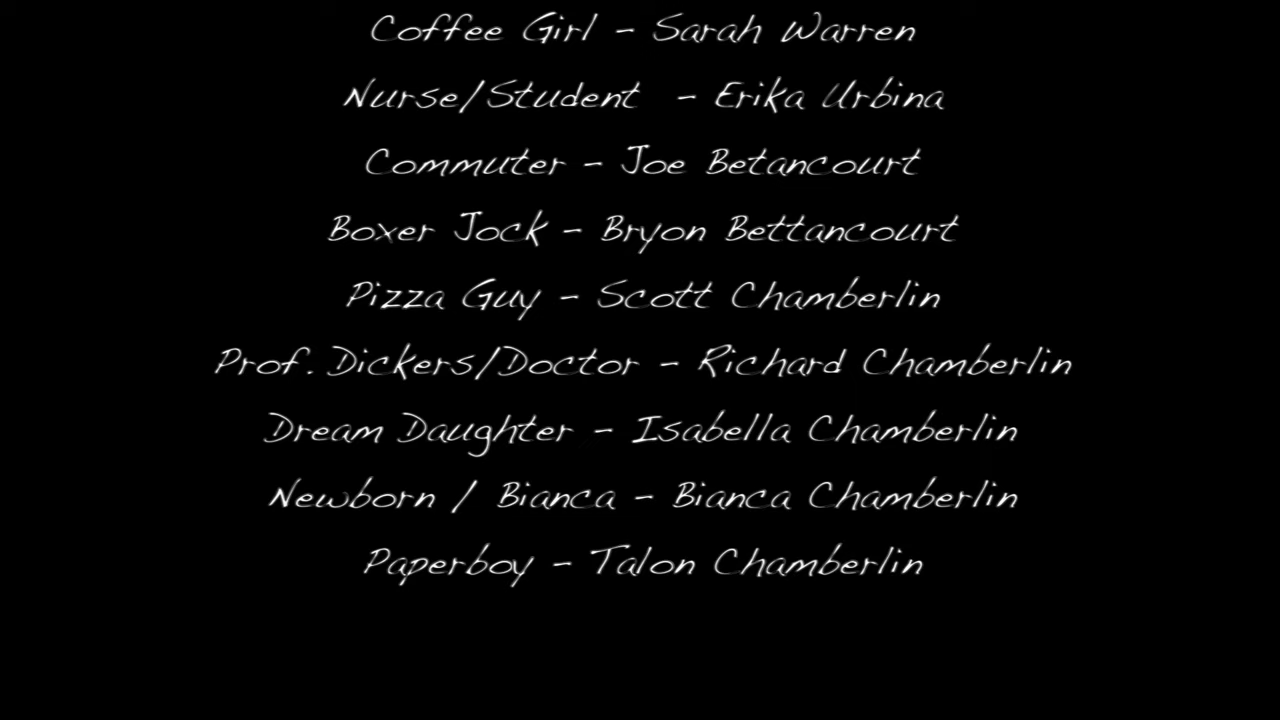 Coffee Girl - Sarah Warren
Nurse/Student - Erika Urbina
Commuter - Joe Betancourt
Boxer Jock - Bryon Bettancourt
Pizza Guy - Scott Chamberlin
Prof. Dickers/Doctor - Richard Chamberlin
Dream Daughter - Isabella Chamberlin
Newborn / Bianca - Bianca Chamberlin
Paperboy - Talon Chamberlin